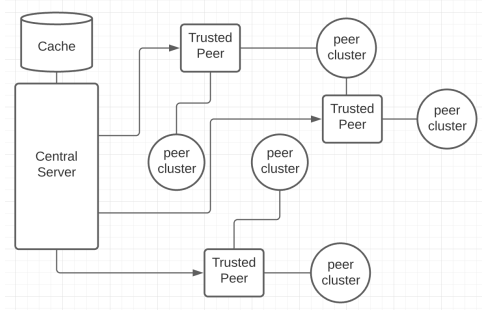 Cache
Trusted
Peer
peer
cluster
Trusted
Peer
peer
cluster
Central
Server
peer
cluster
peer
cluster
Trusted
Peer
peer
cluster